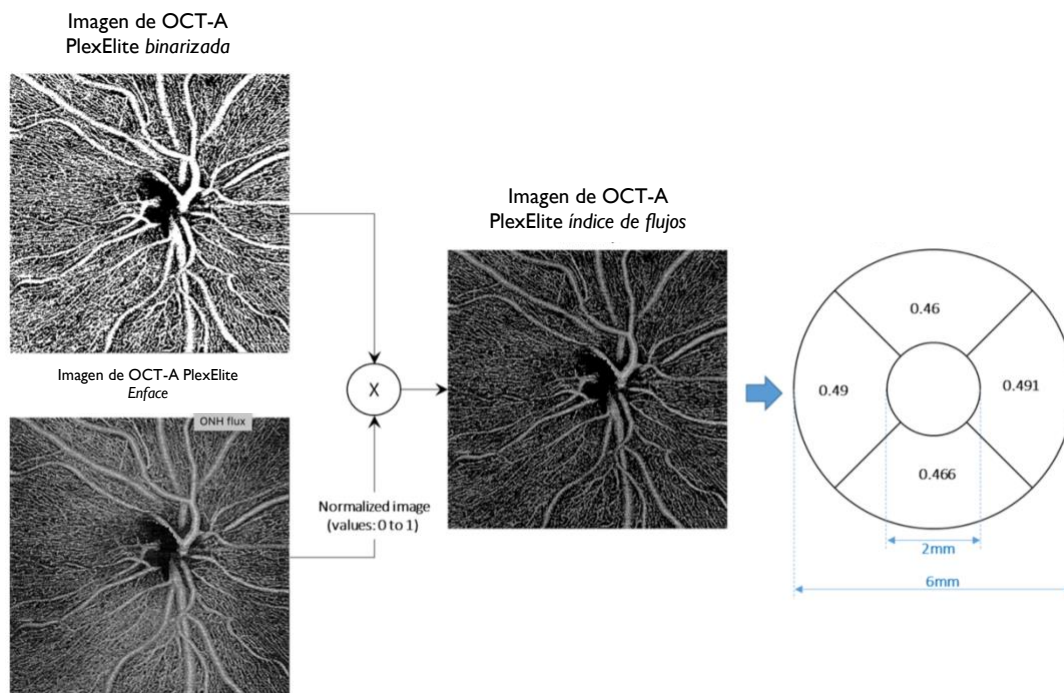 Imagen de OCT-A
PlexElite binarizada
Imagen de OCT-A PlexElite
Enface
ONH flux
X
Normalized image
(values: 0 to 1)
Imagen de OCT-A
PlexElite índice de flujos
0.46
0.49
0.491
0.466
2mm
6mm